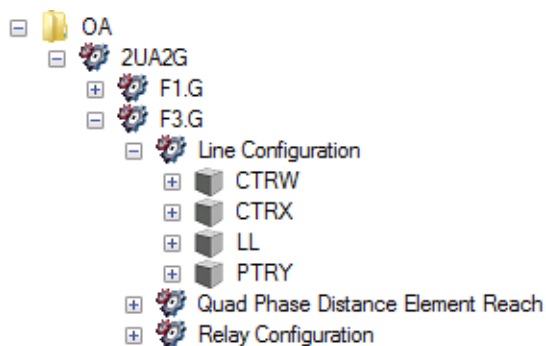 OA
2UA2G
F1.G
F3.G
Line Configuration
CTRW
CTRX
LL
PTRY
Quad Phase Distance Element Reach
Relay Configuration